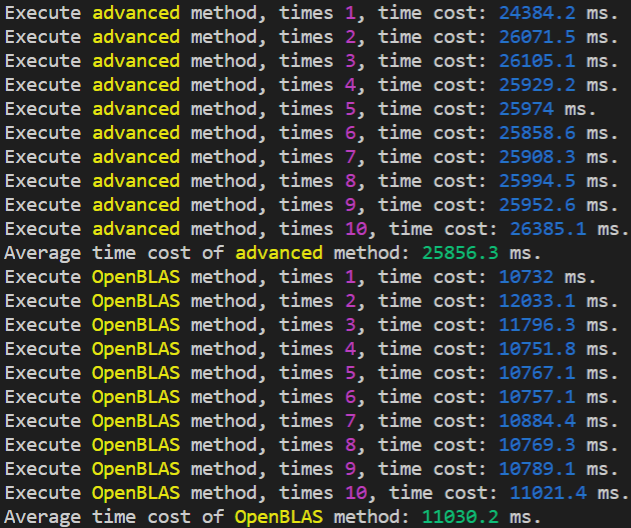 Execute advanced method, times 1, time cost: 24384.2 ms.
Execute advanced method, times 2, time cost: 26071.5 ms.
Execute advanced method, times 3, time cost: 26105.1 ms.
Execute advanced method, times 4, time cost: 25929.2 ms.
Execute advanced method, times 5, time cost: 25974 ms.
Execute advanced method, times 6, time cost: 25858.6 ms.
Execute advanced method, times 7, time cost: 25908.3 ms.
Execute advanced method, times 8, time cost: 25994.5 ms.
Execute advanced method, times 9, time cost: 25952.6 ms.
Execute advanced method, times 10, time cost: 26385.1 ms.
Average time cost of advanced method: 25856.3 ms.
Execute OpenBLAS method, times 1, time cost: 10732 ms.
Execute OpenBLAS method, times 2, time cost: 12033.1 ms.
Execute OpenBLAS method, times 3, time cost: 11796.3 ms.
Execute OpenBLAS method, times 4, time cost: 10751.8 ms.
Execute OpenBLAS method, times 5, time cost: 10767.1 ms.
Execute OpenBLAS method, times 6, time cost: 10757.1 ms.
Execute OpenBLAS method, times 7, time cost: 10884.4 ms.
Execute OpenBLAS method, times 8, time cost: 10769.3 ms.
Execute OpenBLAS method, times 9, time cost: 10789.1 ms.
Execute OpenBLAS method, times 10, time cost: 11021.4 ms.
Average time cost of OpenBLAS method: 11030.2 ms.